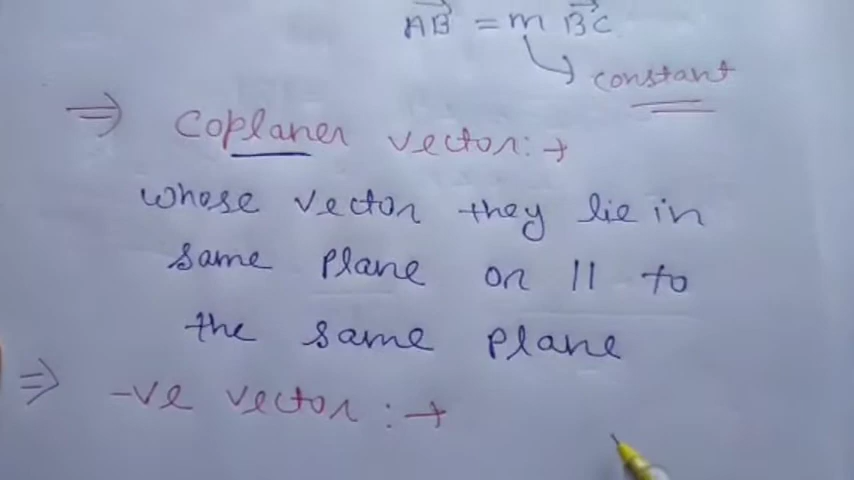 AB = m BC
constant
⇒ Coplaner vector :→
whose vector they lie in
same plane or || to
the same plane
⇒ -ve vector :→